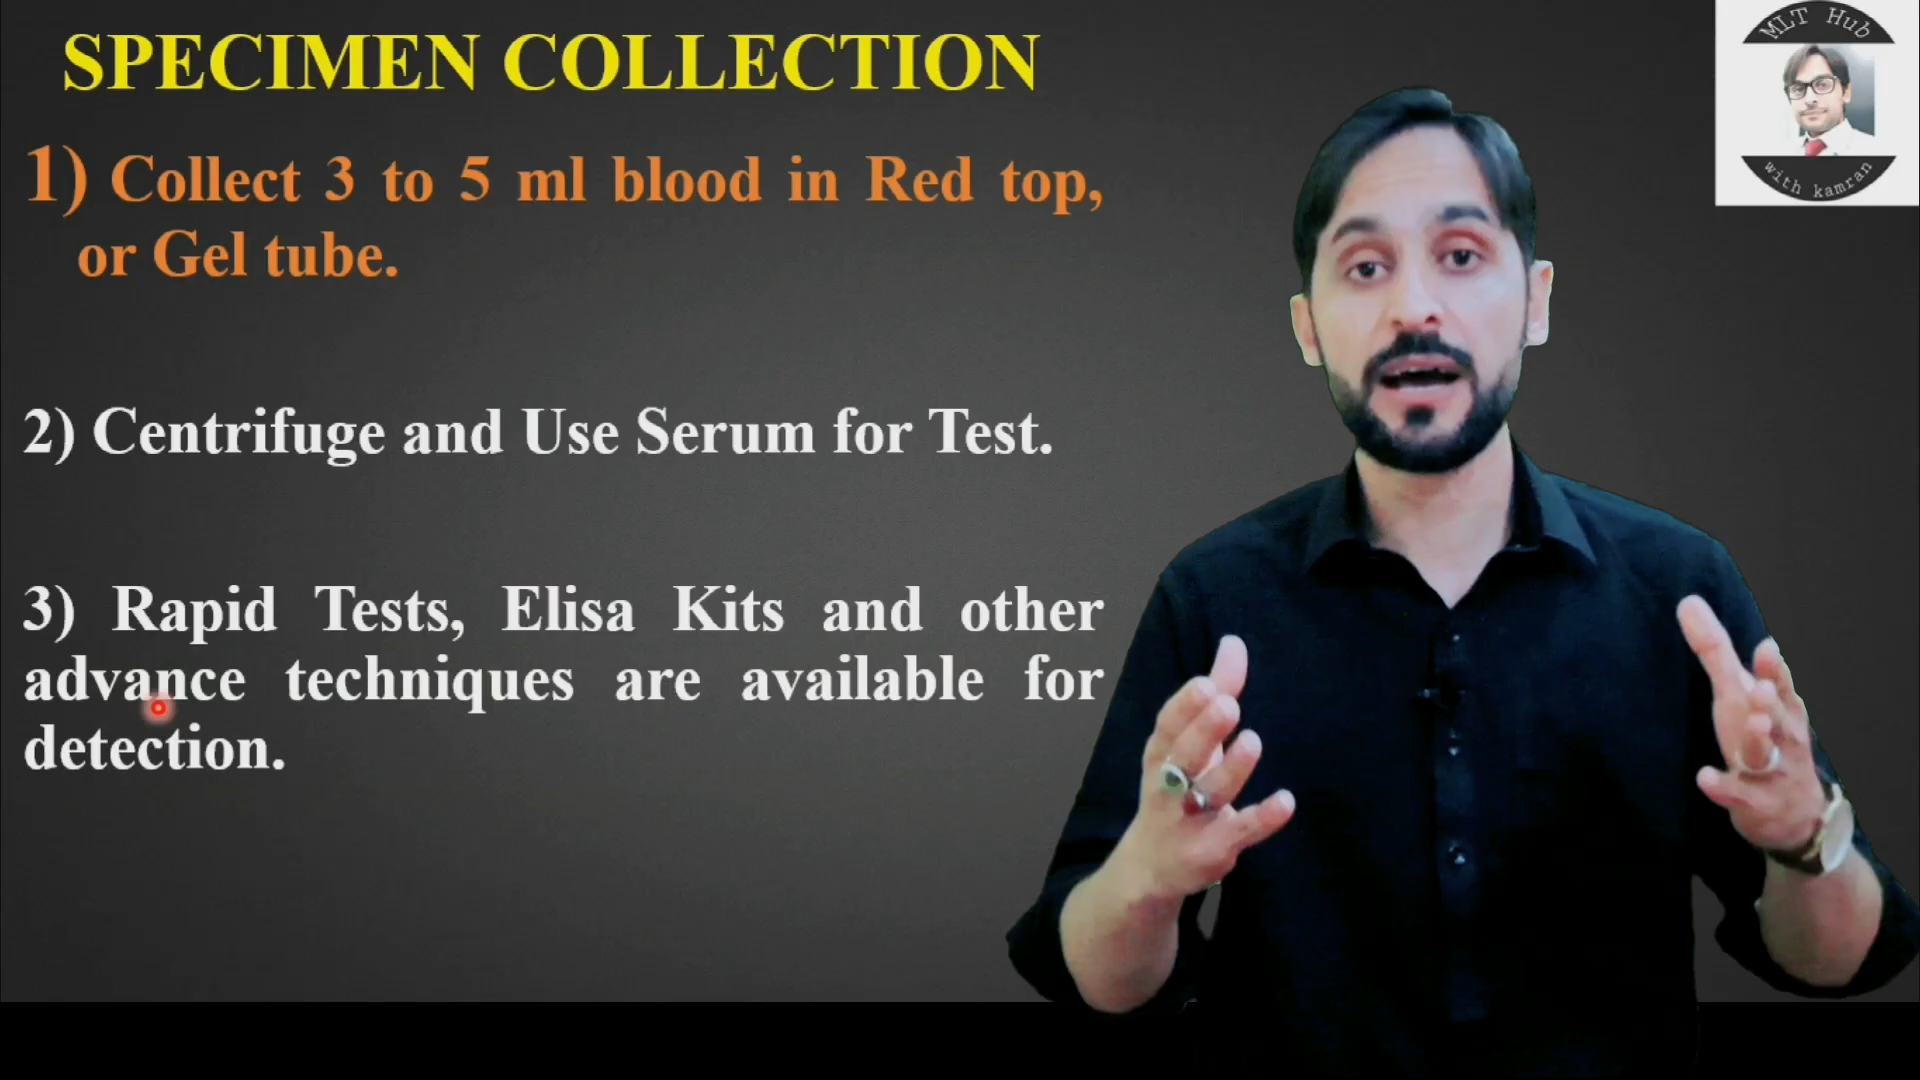 SPECIMEN COLLECTION
1) Collect 3 to 5 ml blood in Red top,
or Gel tube.
2) Centrifuge and Use Serum for Test.
3) Rapid Tests, Elisa Kits and other
advance techniques are available for
detection.
MLT Hub
with kamran